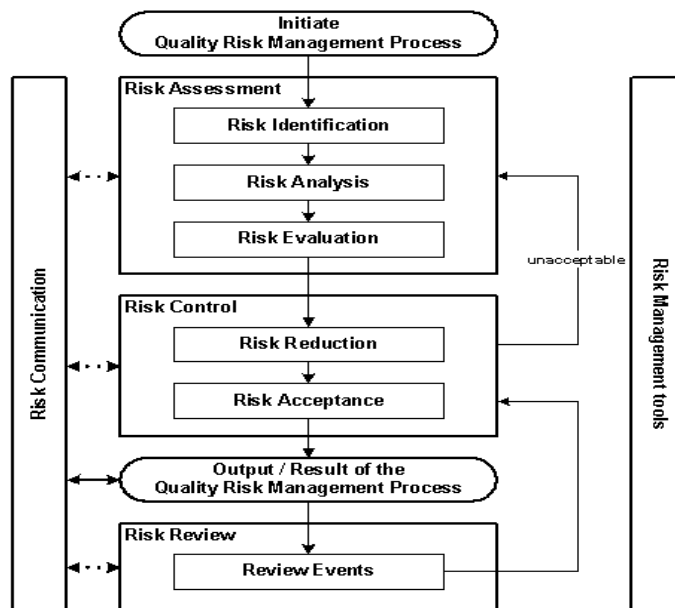 Initiate
Quality Risk Management Process
Risk Assessment
Risk Identification
Risk Analysis
Risk Evaluation
unacceptable
Risk Control
Risk Reduction
Risk Acceptance
Output / Result of the
Quality Risk Management Process
Risk Review
Review Events
Risk Communication
Risk Management tools